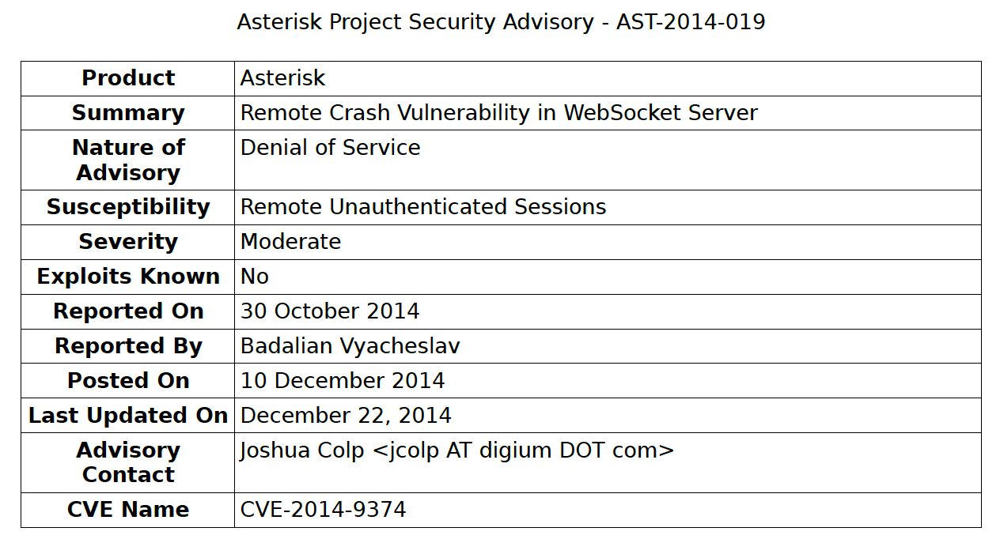 Asterisk Project Security Advisory - AST-2014-019
Product Asterisk
Summary Remote Crash Vulnerability in WebSocket Server
Nature of Denial of Service
Advisory
Susceptibility Remote Unauthenticated Sessions
Severity Moderate
Exploits Known No
Reported On 30 October 2014
Reported By Badalian Vyacheslav
Posted On 10 December 2014
Last Updated On December 22, 2014
Advisory Joshua Colp <jcolp AT digium DOT com>
Contact
CVE Name CVE-2014-9374